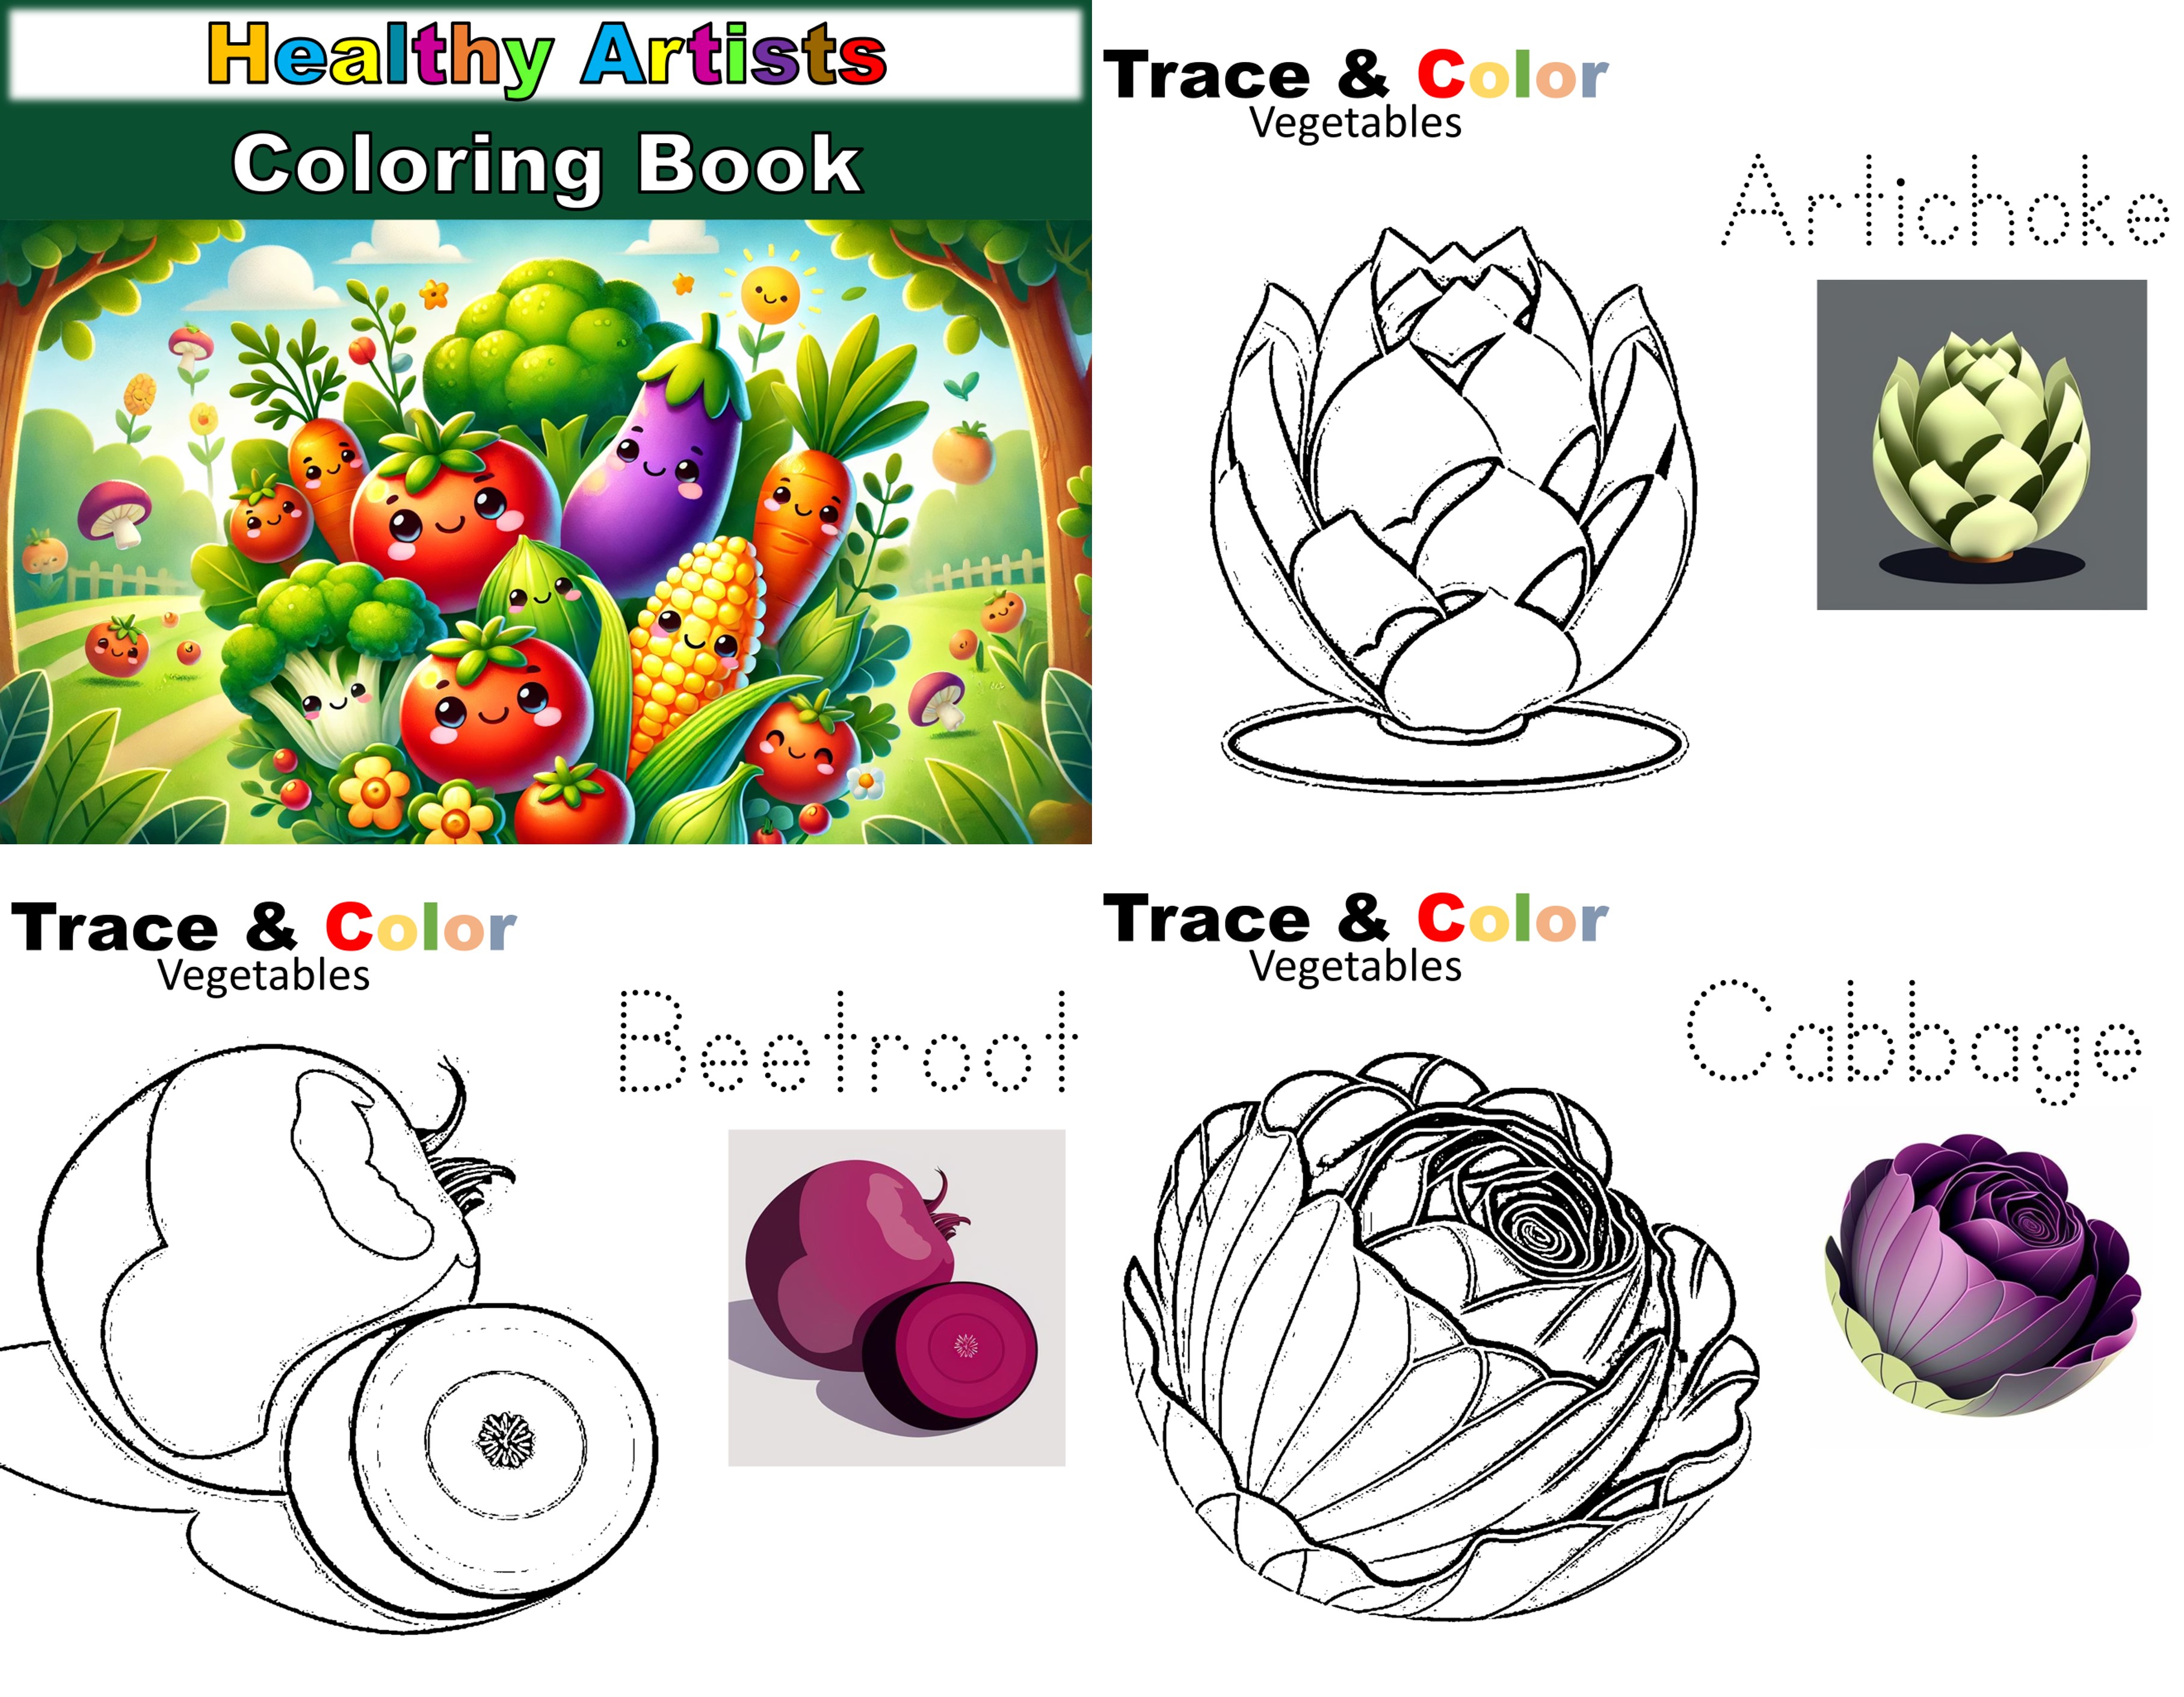 Healthy Artists
Coloring Book
Trace & Color
Vegetables
Artichoke
Trace & Color
Vegetables
Beetroot
Trace & Color
Vegetables
Cabbage